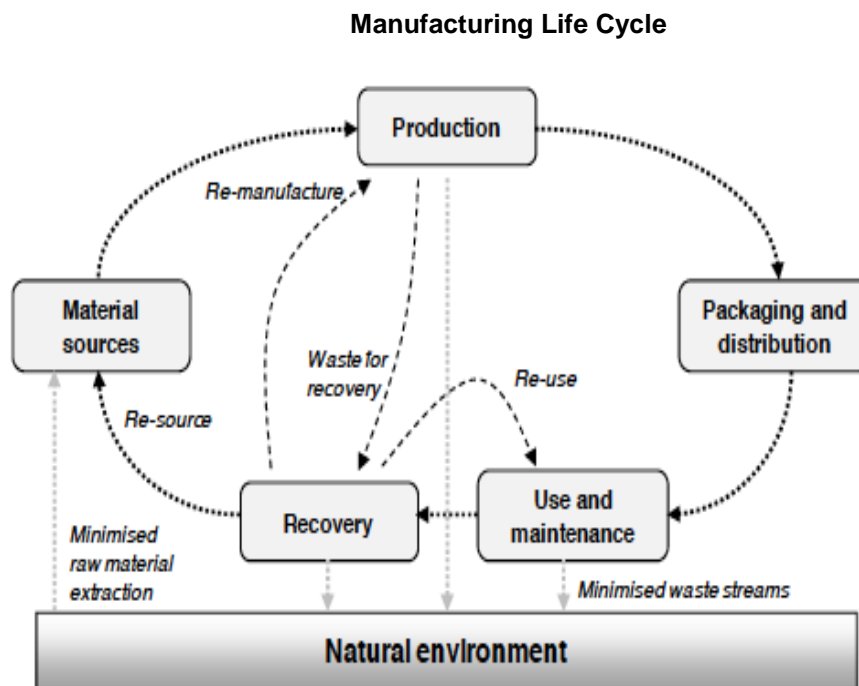 Manufacturing Life Cycle
Production
Re-manufacture
Material
sources
Packaging and
distribution
Waste for
recovery
Re-use
Re-source
Recovery
Use and
maintenance
Minimised
raw material
extraction
Minimised waste streams
Natural environment